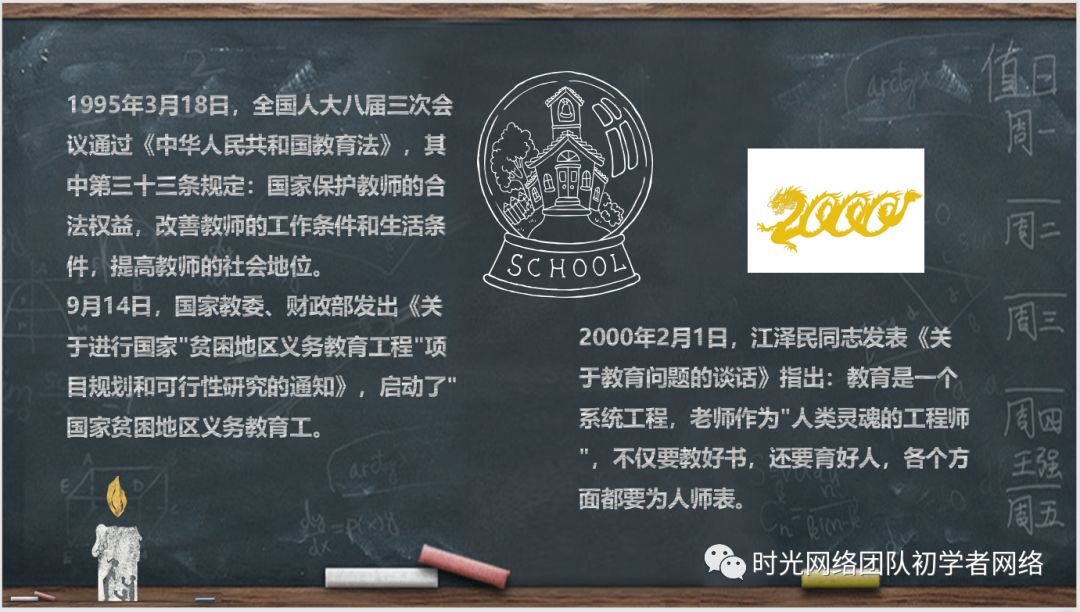 1995年3月18日，全国人大八届三次会
议通过《中华人民共和国教育法》，其
中第三十三条规定：国家保护教师的合
法权益，改善教师的工作条件和生活条
件，提高教师的社会地位。
9月14日，国家教委、财政部发出《关
于进行国家"贫困地区义务教育工程"项
目规划和可行性研究的通知》，启动了"
国家贫困地区义务教育工。
SCHOOL
2000
2000年2月1日，江泽民同志发表《关
于教育问题的谈话》指出：教育是一个
系统工程，老师作为"人类灵魂的工程师
"，不仅要教好书，还要育好人，各个方
面都要为人师表。
值日
周一
周二
周三
周四
王强
周五
arctyx
arctyx
dy/dx=P(x)y
时光网络团队初学者网络